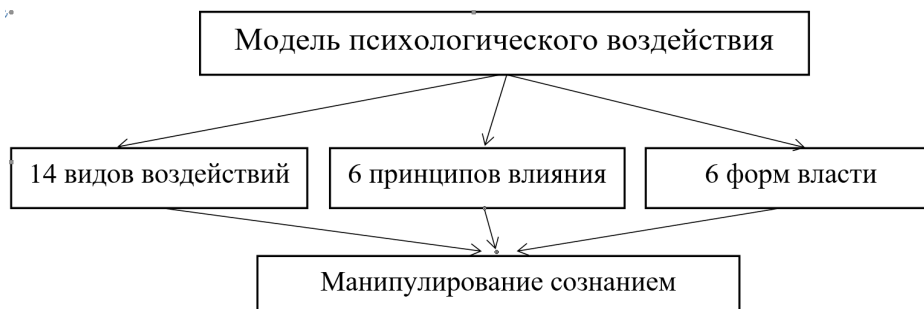 Модель психологического воздействия
14 видов воздействий
6 принципов влияния
6 форм власти
Манипулирование сознанием